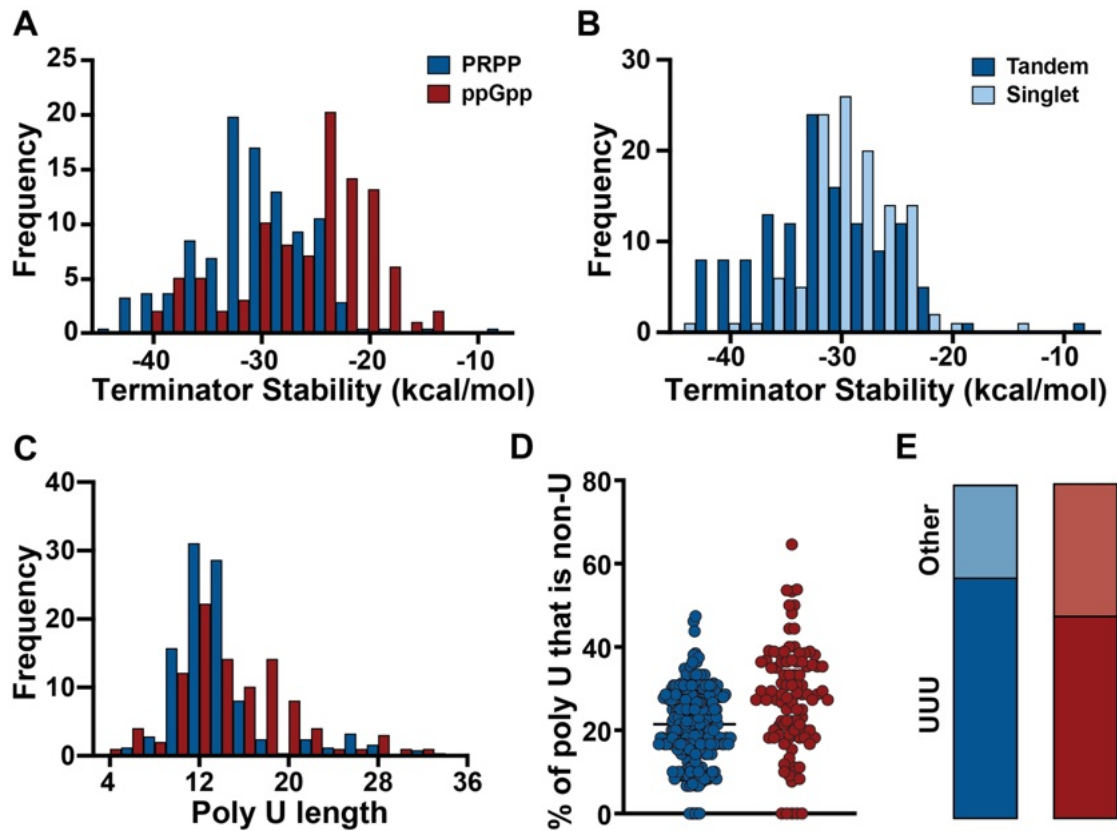 A
Frequency
25
20
15
10
5
0
PRPP
ppGpp
-40 -30 -20 -10
Terminator Stability (kcal/mol)
B
Frequency
30
20
10
0
Tandem
Singlet
-40 -30 -20 -10
Terminator Stability (kcal/mol)
C
Frequency
40
30
20
10
0
4 12 20 28 36
Poly U length
D
% of poly U that is non-U
80
60
40
20
0
E
Other
UUU